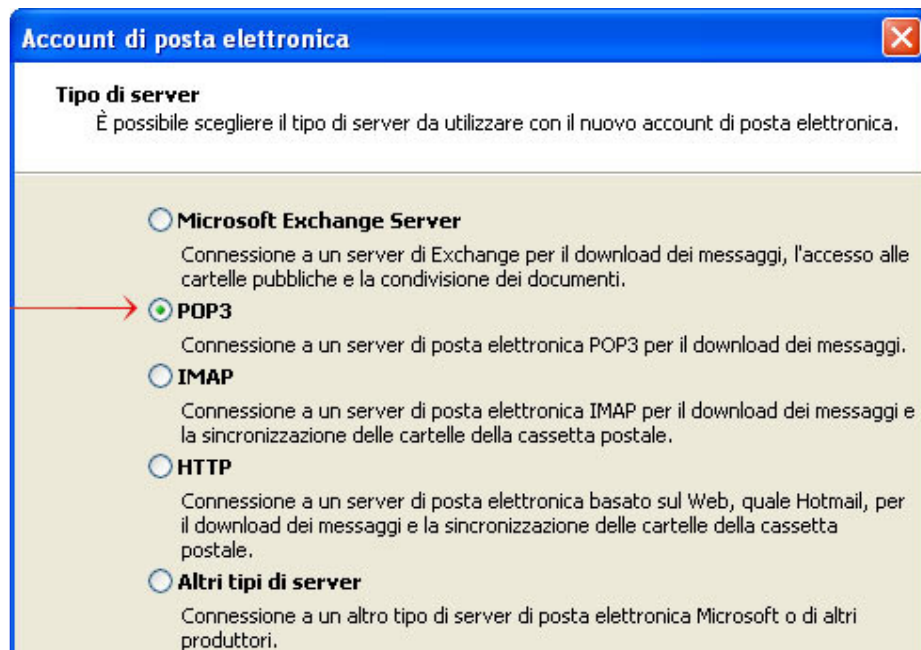 Account di posta elettronica
Tipo di server
È possibile scegliere il tipo di server da utilizzare con il nuovo account di posta elettronica.
Microsoft Exchange Server
Connessione a un server di Exchange per il download dei messaggi, l'accesso alle
cartelle pubbliche e la condivisione dei documenti.
POP3
Connessione a un server di posta elettronica POP3 per il download dei messaggi.
IMAP
Connessione a un server di posta elettronica IMAP per il download dei messaggi e
la sincronizzazione delle cartelle della cassetta postale.
HTTP
Connessione a un server di posta elettronica basato sul Web, quale Hotmail, per
il download dei messaggi e la sincronizzazione delle cartelle della cassetta
postale.
Altri tipi di server
Connessione a un altro tipo di server di posta elettronica Microsoft o di altri
produttori.